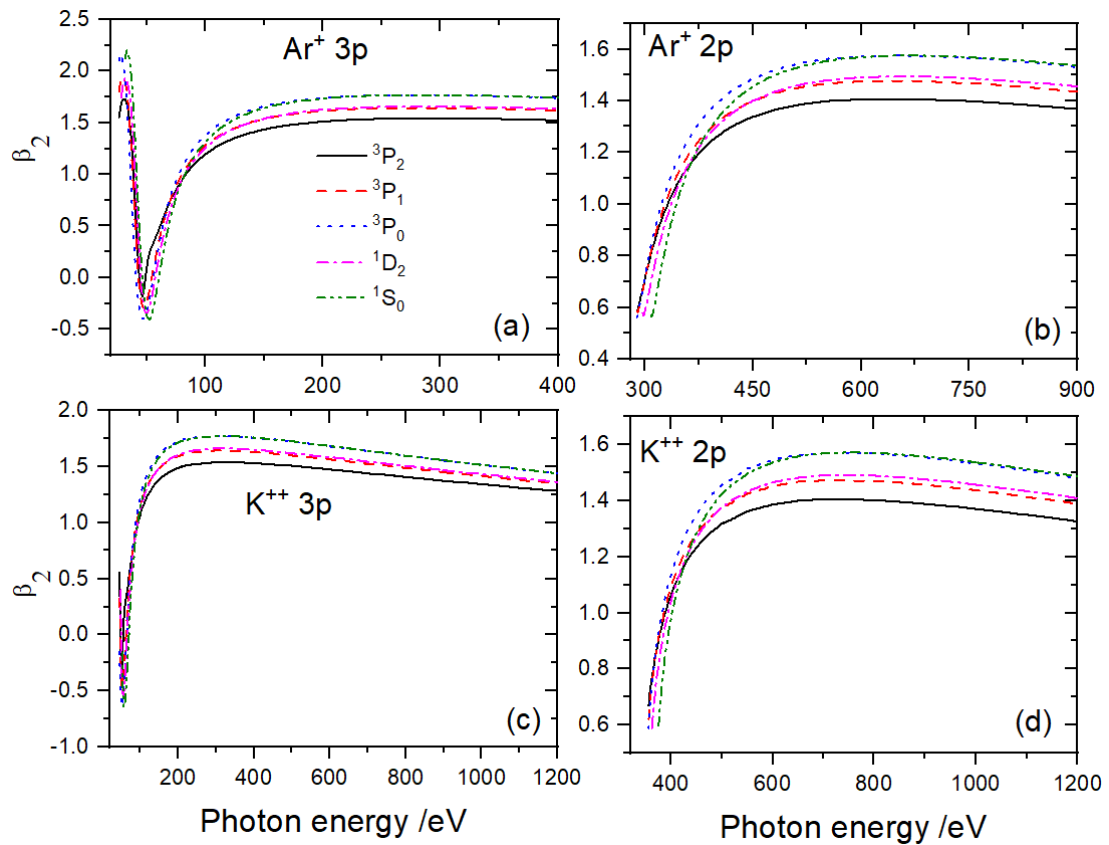 Ar⁺ 3p
2.5
2.0
1.5
1.0
0.5
0.0
-0.5
β₂
³P₂
³P₁
³P₀
¹D₂
¹S₀
(a)
100 200 300 400
Ar⁺ 2p
1.6
1.4
1.2
1.0
0.8
0.6
0.4
(b)
300 450 600 750 900
2.0
1.5
1.0
0.5
0.0
-0.5
-1.0
β₂
K⁺⁺ 3p
(c)
200 400 600 800 1000 1200
Photon energy /eV
K⁺⁺ 2p
1.6
1.4
1.2
1.0
0.8
0.6
(d)
400 600 800 1000 1200
Photon energy /eV